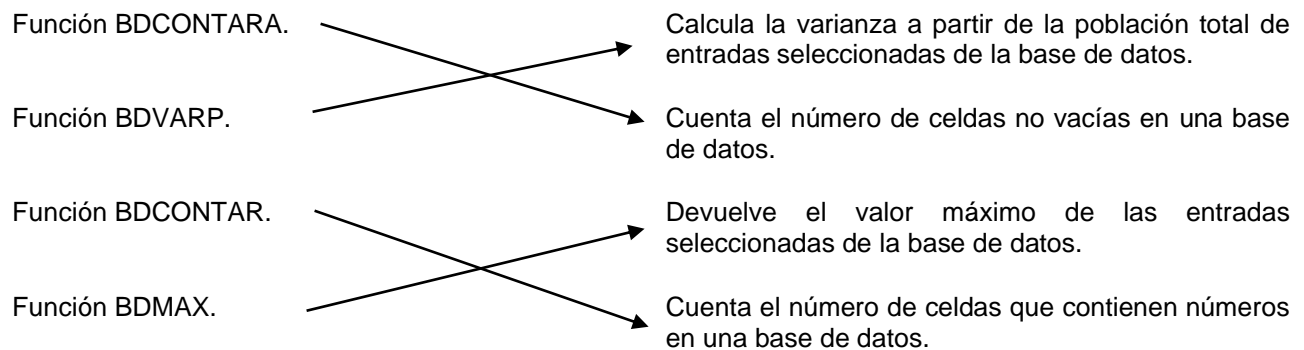 Función BDCONTARA.
Calcula la varianza a partir de la población total de
entradas seleccionadas de la base de datos.
Función BDVARP.
Cuenta el número de celdas no vacías en una base
de datos.
Función BDCONTAR.
Devuelve el valor máximo de las entradas
seleccionadas de la base de datos.
Función BDMAX.
Cuenta el número de celdas que contienen números
en una base de datos.